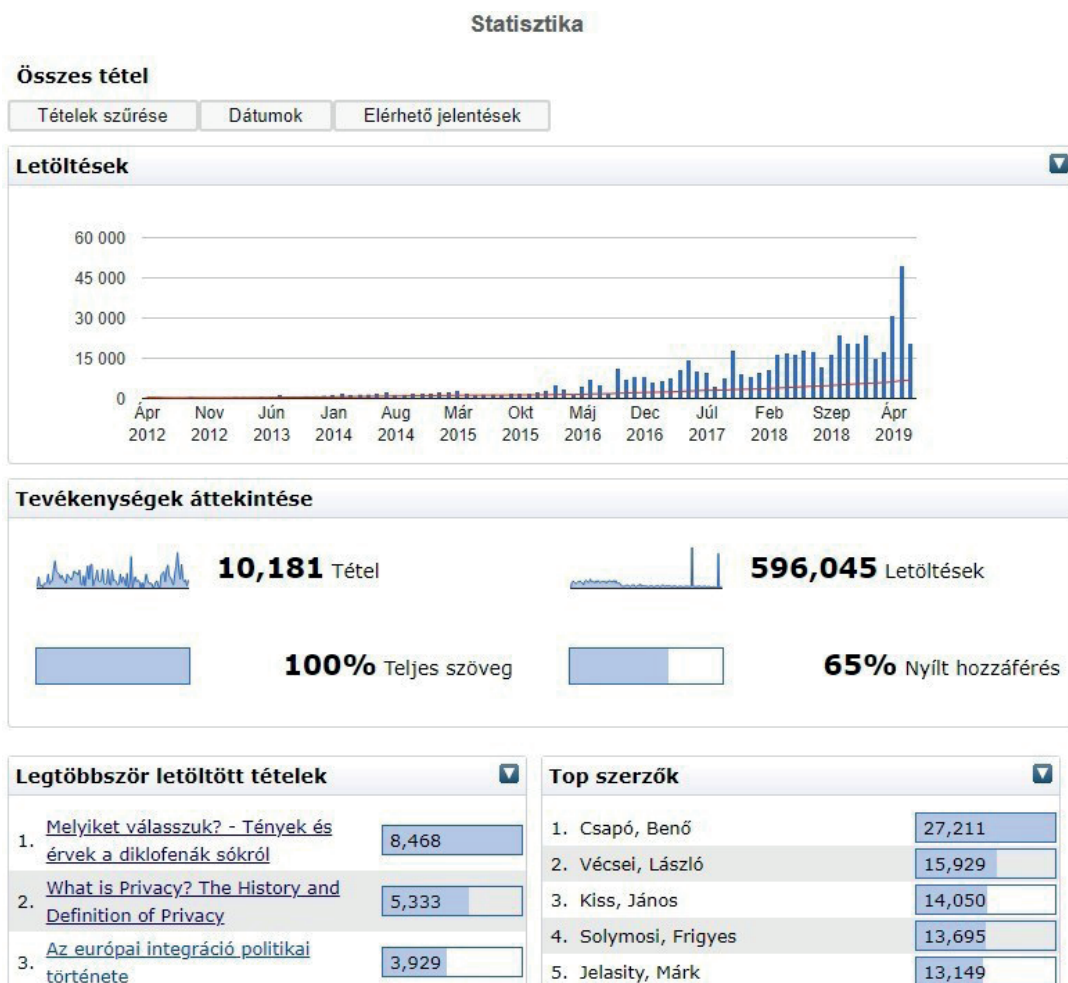 Statisztika
Összes tétel
Tételek szűrése Dátumok Elérhető jelentések
Letöltések
60 000
45 000
30 000
15 000
0
Ápr Nov Jún Jan Aug Már Okt Máj Dec Júl Feb Szep Ápr
2012 2012 2013 2014 2014 2015 2015 2016 2016 2017 2018 2018 2019
Tevékenységek áttekintése
10,181 Tétel
596,045 Letöltések
100% Teljes szöveg
65% Nyílt hozzáférés
Legtöbbször letöltött tételek
1. Melyiket válasszuk? - Tények és
érvek a diklofenák sókról
8,468
2. What is Privacy? The History and
Definition of Privacy
5,333
3. Az európai integráció politikai
története
3,929
Top szerzők
1. Csapó, Benő 27,211
2. Vécsei, László 15,929
3. Kiss, János 14,050
4. Solymosi, Frigyes 13,695
5. Jelasity, Márk 13,149